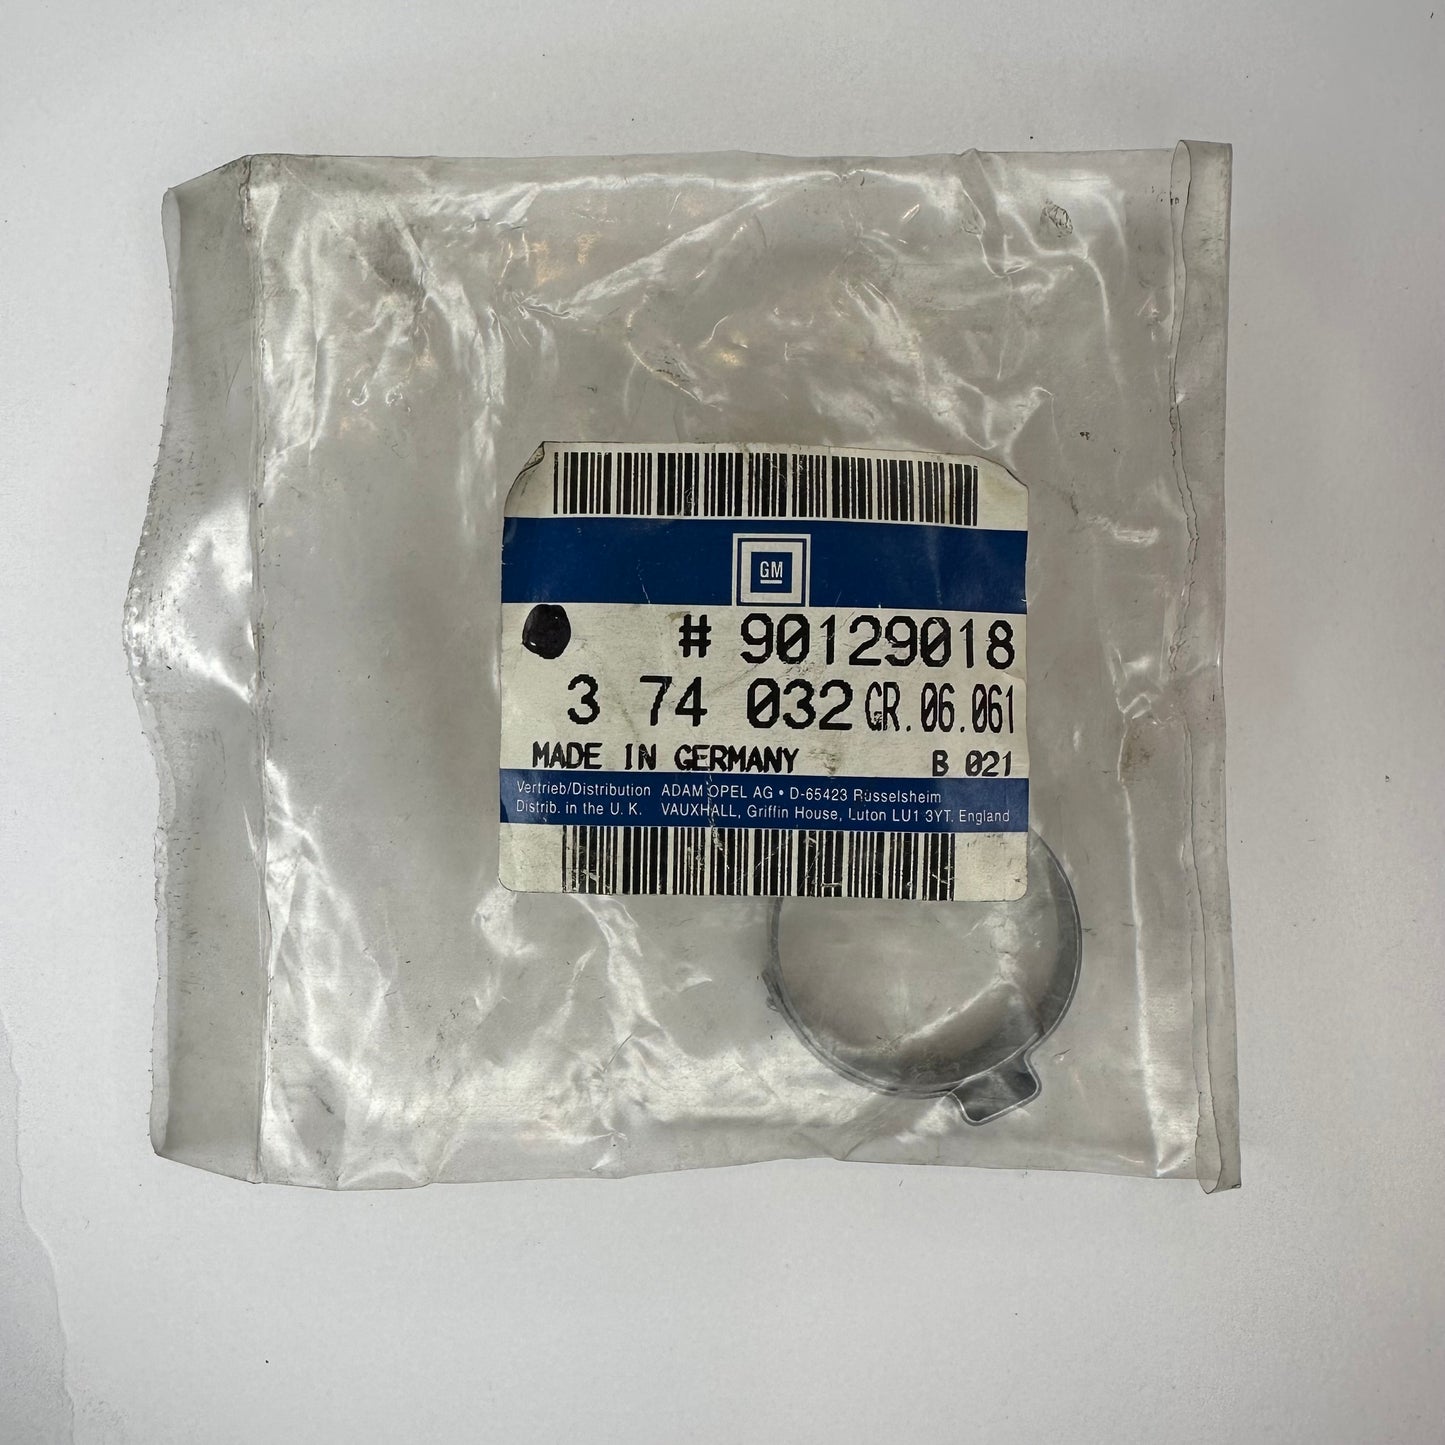 GM
# 90129018
3 74 032 GR. 06.061
MADE IN GERMANY B 021
Vertrieb/Distribution ADAM OPEL AG • D-65423 Rüsselsheim
Distrib. in the U. K. VAUXHALL, Griffin House, Luton LU1 3YT. England